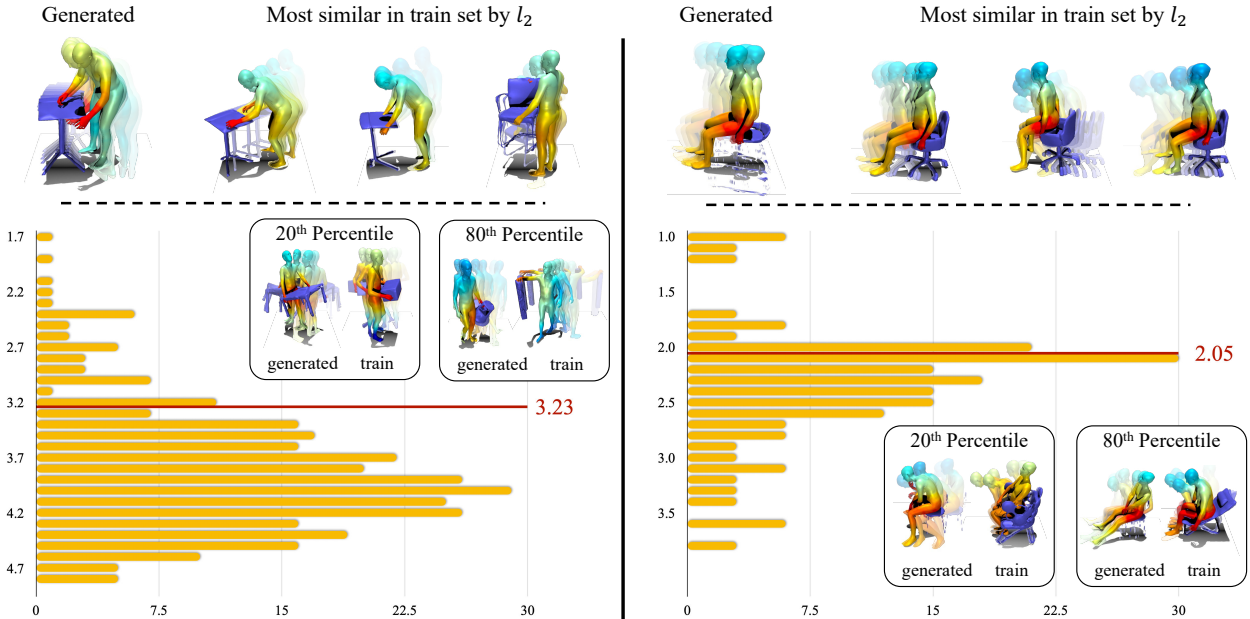 Generated
Most similar in train set by l₂
20th Percentile
generated train
80th Percentile
generated train
1.7
2.2
2.7
3.2
3.7
4.2
4.7
3.23
0 7.5 15 22.5 30
Generated
Most similar in train set by l₂
1.0
1.5
2.0
2.5
3.0
3.5
2.05
20th Percentile
generated train
80th Percentile
generated train
0 7.5 15 22.5 30